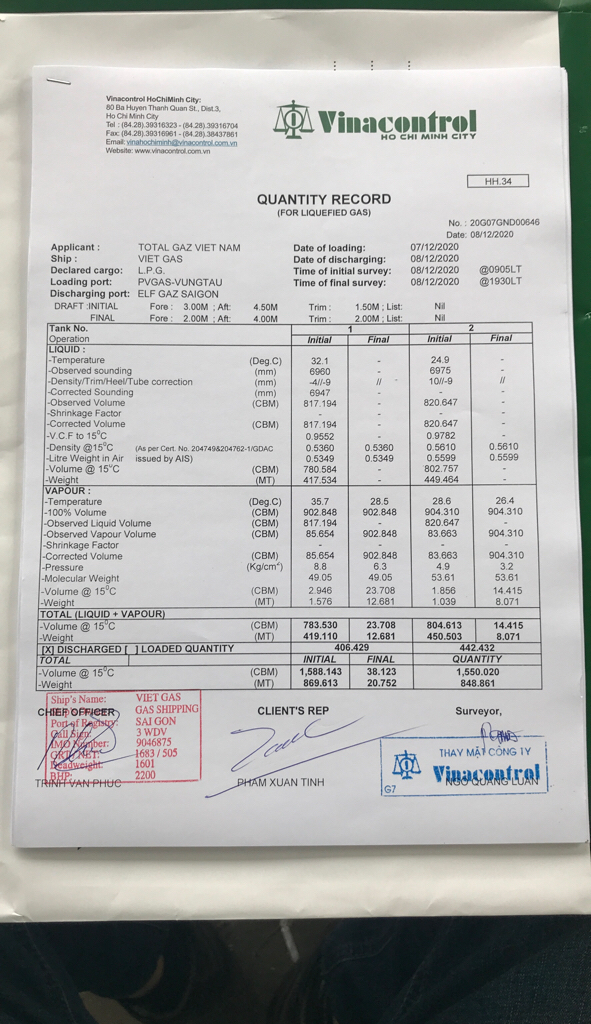 Vinacontrol HoChiMinh City:
80 Ba Huyen Thanh Quan St., Dist.3,
Ho Chi Minh City
Tel : (84.28).39316323 - (84.28).39316704
Fax: (84.28).39316961 - (84.28).38437861
Email: vinahochiminh@vinacontrol.com.vn
Website: www.vinacontrol.com.vn
Vinacontrol
HO CHI MINH CITY
HH.34
QUANTITY RECORD
(FOR LIQUEFIED GAS)
No. : 20G07GND00646
Date: 08/12/2020
Applicant : TOTAL GAZ VIET NAM Date of loading: 07/12/2020
Ship : VIET GAS Date of discharging: 08/12/2020
Declared cargo: L.P.G. Time of initial survey: 08/12/2020 @0905LT
Loading port: PVGAS-VUNGTAU Time of final survey: 08/12/2020 @1930LT
Discharging port: ELF GAZ SAIGON
DRAFT :INITIAL Fore : 3.00M ; Aft: 4.50M Trim : 1.50M ; List: Nil
FINAL Fore : 2.00M ; Aft: 4.00M Trim : 2.00M ; List: Nil
Tank No. 1 2
Operation Initial Final Initial Final
LIQUID :
-Temperature (Deg.C) 32.1 - 24.9 -
-Observed sounding (mm) 6960 - 6975 -
-Density/Trim/Heel/Tube correction (mm) -4//-9 // - 10//-9 //
-Corrected Sounding (mm) 6947 - - -
-Observed Volume (CBM) 817.194 - 820.647 -
-Shrinkage Factor - - - -
-Corrected Volume (CBM) 817.194 - 820.647 -
-V.C.F to 15°C 0.9552 - 0.9782 -
-Density @15°C (As per Cert. No. 204749&204762-1/GDAC 0.5360 0.5360 0.5610 0.5610
-Litre Weight in Air issued by AIS) 0.5349 0.5349 0.5599 0.5599
-Volume @ 15°C (CBM) 780.584 - 802.757 -
-Weight (MT) 417.534 - 449.464 -
VAPOUR :
-Temperature (Deg.C) 35.7 28.5 28.6 26.4
-100% Volume (CBM) 902.848 902.848 904.310 904.310
-Observed Liquid Volume (CBM) 817.194 - 820.647 -
-Observed Vapour Volume (CBM) 85.654 902.848 83.663 904.310
-Shrinkage Factor - - - -
-Corrected Volume (CBM) 85.654 902.848 83.663 904.310
-Pressure (Kg/cm²) 8.8 6.3 4.9 3.2
-Molecular Weight 49.05 49.05 53.61 53.61
-Volume @ 15°C (CBM) 2.946 23.708 1.856 14.415
-Weight (MT) 1.576 12.681 1.039 8.071
TOTAL (LIQUID + VAPOUR)
-Volume @ 15°C (CBM) 783.530 23.708 804.613 14.415
-Weight (MT) 419.110 12.681 450.503 8.071
[X] DISCHARGED [ ] LOADED QUANTITY 406.429 442.432
TOTAL INITIAL FINAL QUANTITY
-Volume @ 15°C (CBM) 1,588.143 38.123 1,550.020
-Weight (MT) 869.613 20.752 848.861
CHIEF OFFICER CLIENT'S REP Surveyor,
Ship's Name: VIET GAS
GAS SHIPPING
Port of Registry: SAI GON
Call Sign: 3 WDV
IMO Number: 9046875
GRT/NET: 1683 / 505
Deadweight: 1601
BHP: 2200
THAY MẶT CÔNG TY
Vinacontrol
G7
TRINH VAN PHUC PHAM XUAN TINH NGO QUANG LUAN